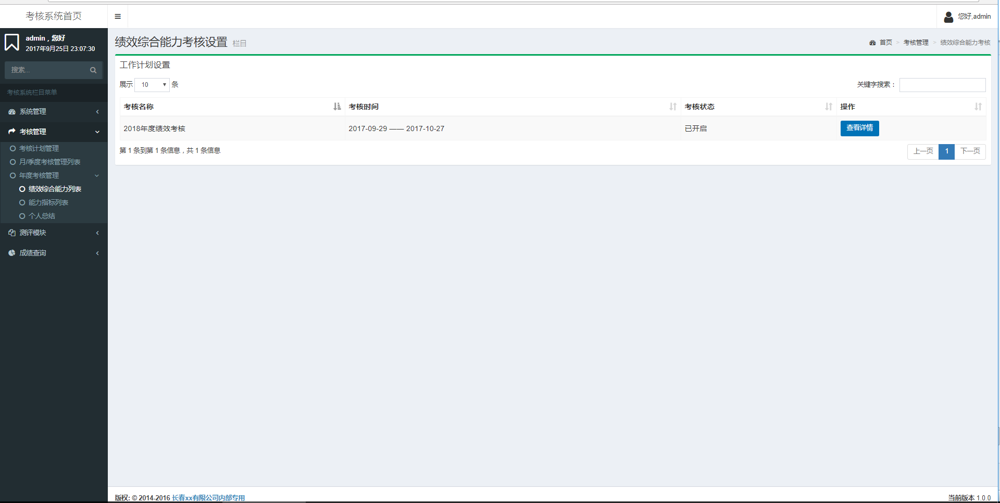 考核系统首页
您好,admin
admin，您好
2017年9月25日 23:07:30
搜索...
考核系统栏目菜单
系统管理
考核管理
考核计划管理
月/季度考核管理列表
年度考核管理
绩效综合能力列表
能力指标列表
个人总结
测评模块
成绩查询
绩效综合能力考核设置 栏目
首页 > 考核管理 > 绩效综合能力考核
工作计划设置
展示 10 条
关键字搜索：
考核名称 考核时间 考核状态 操作
2018年度绩效考核 2017-09-29 —— 2017-10-27 已开启 查看详情
第 1 条到第 1 条信息，共 1 条信息
上一页 1 下一页
版权: © 2014-2016 长春xx有限公司内部专用
当前版本 1.0.0